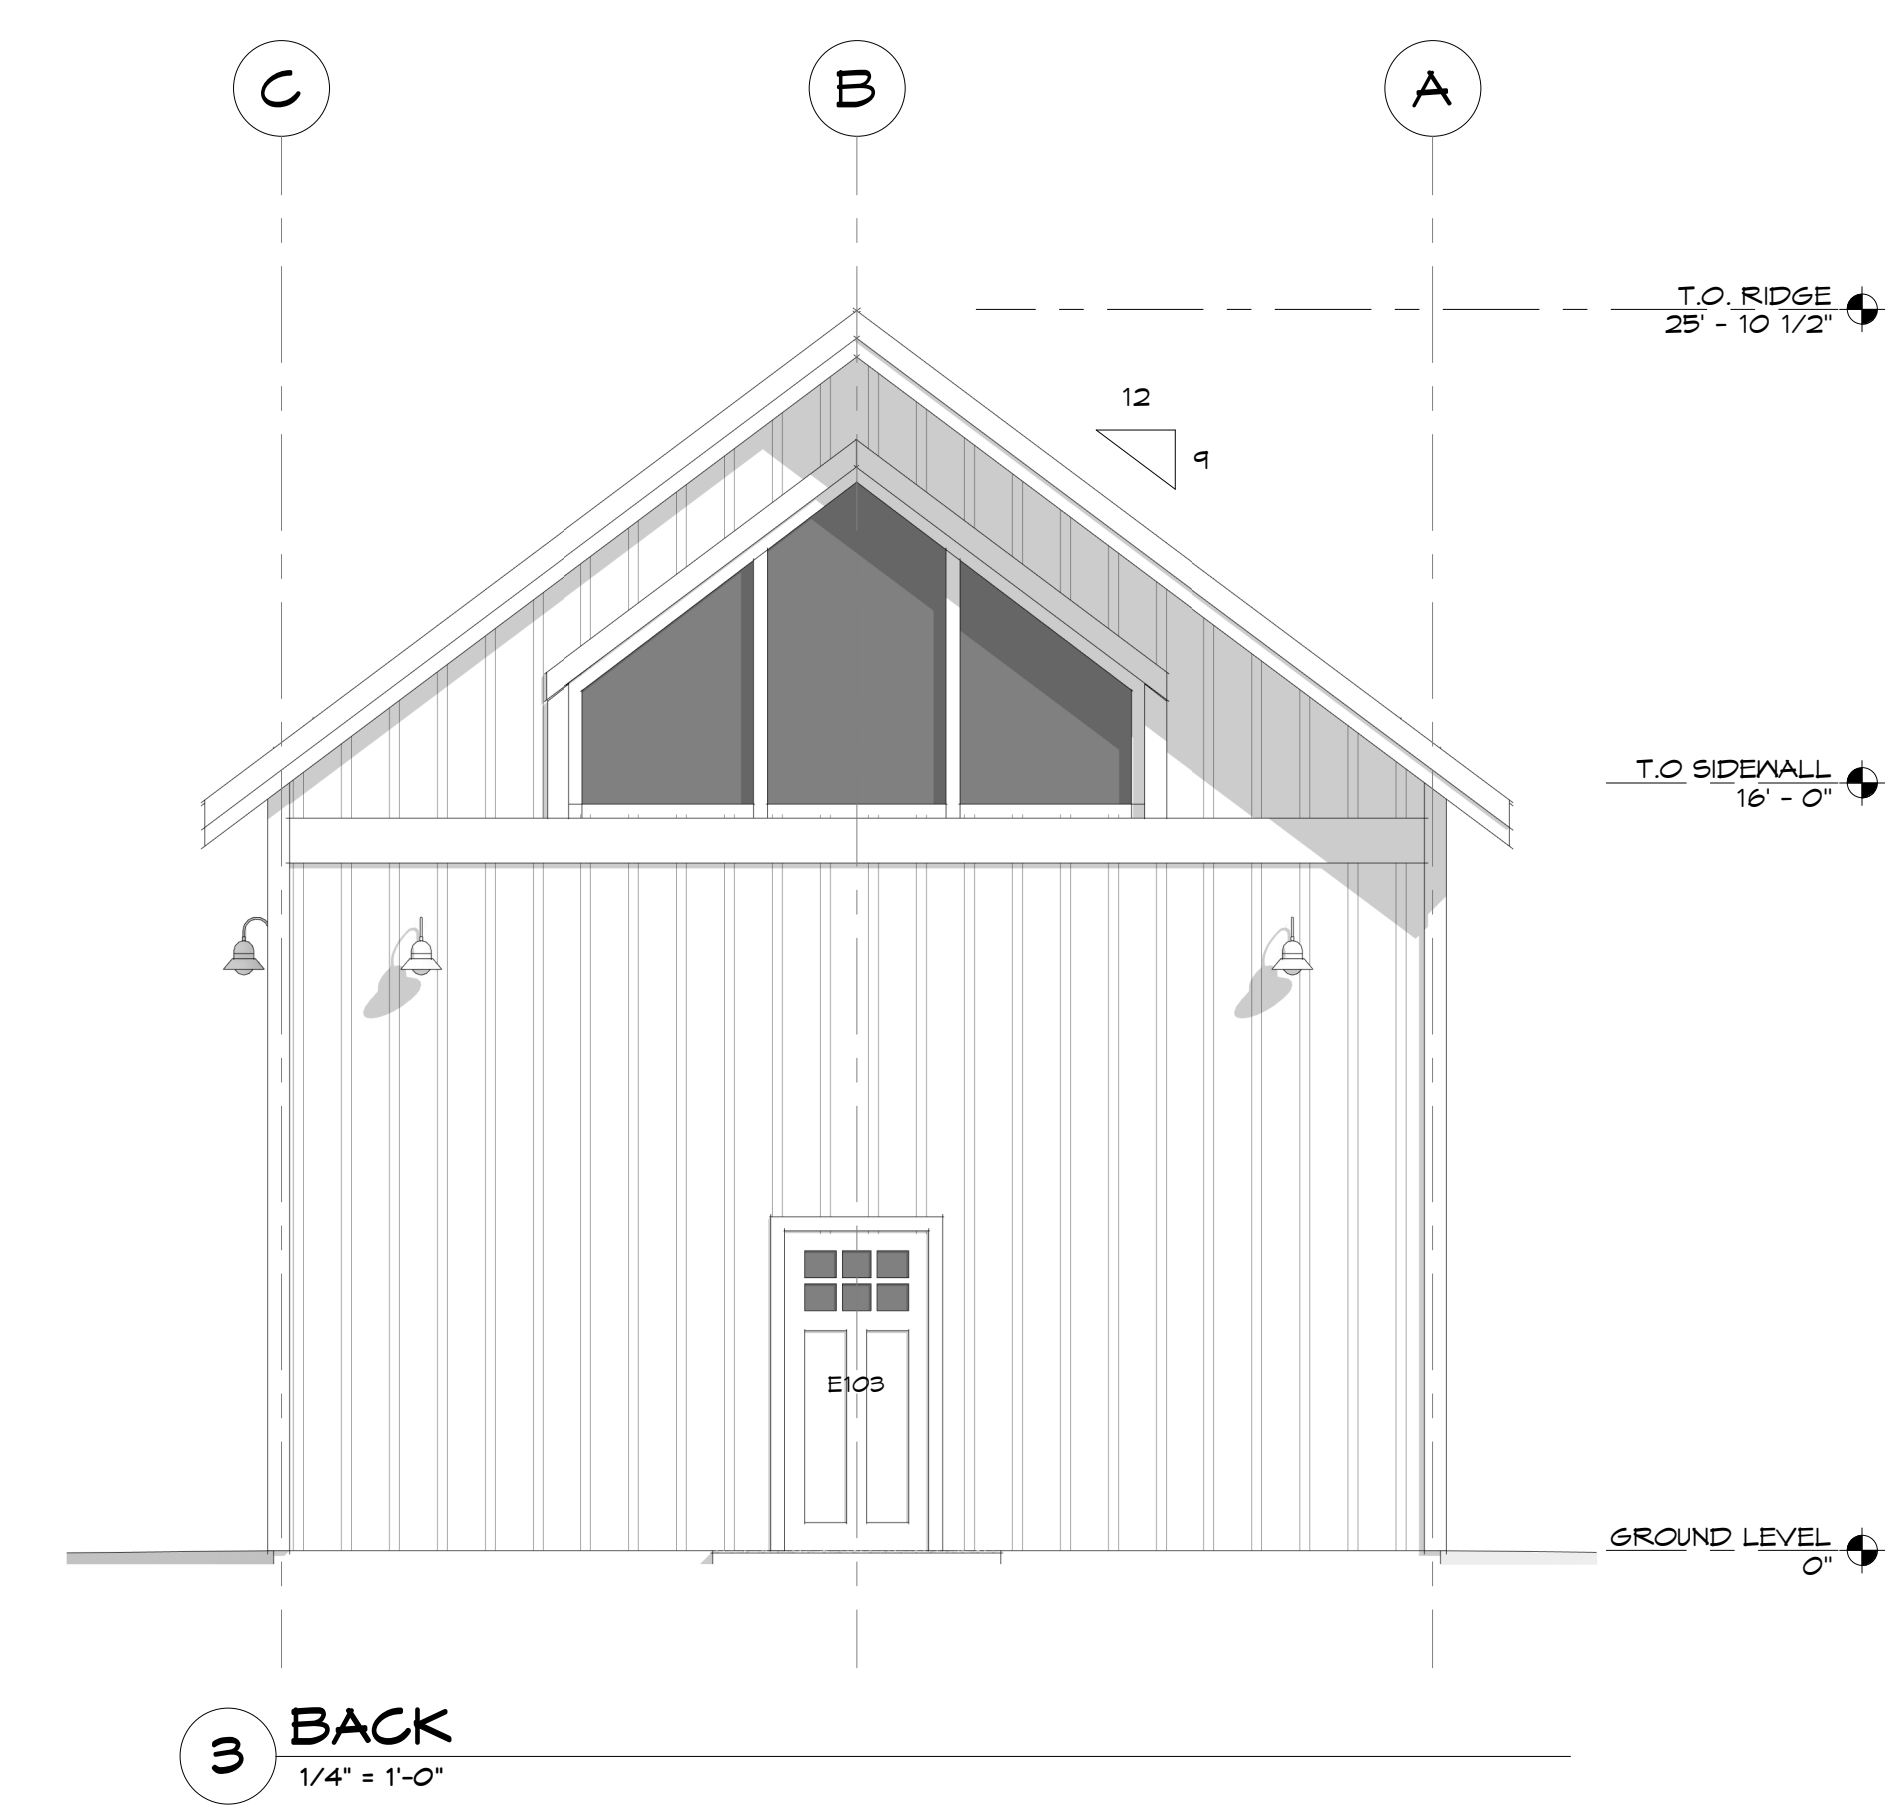 C
B
A
T.O. RIDGE
25' - 10 1/2"
12
9
T.O SIDEWALL
16' - 0"
E103
GROUND LEVEL
0"
3
BACK
1/4" = 1'-0"